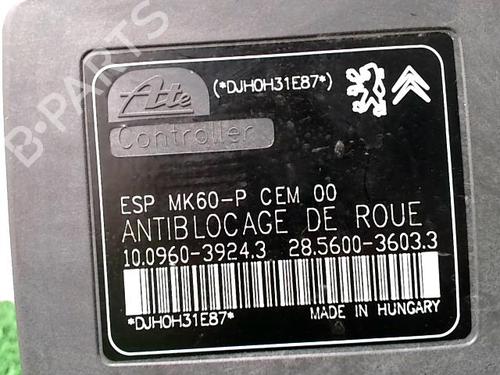 Ate
(*DJH0H31E87*)
Controller
ESP MK60-P CEM 00
ANTIBLOCAGE DE ROUE
10.0960-3924.3 28.5600-3603.3
*DJH0H31E87*
MADE IN HUNGARY
B-PARTS